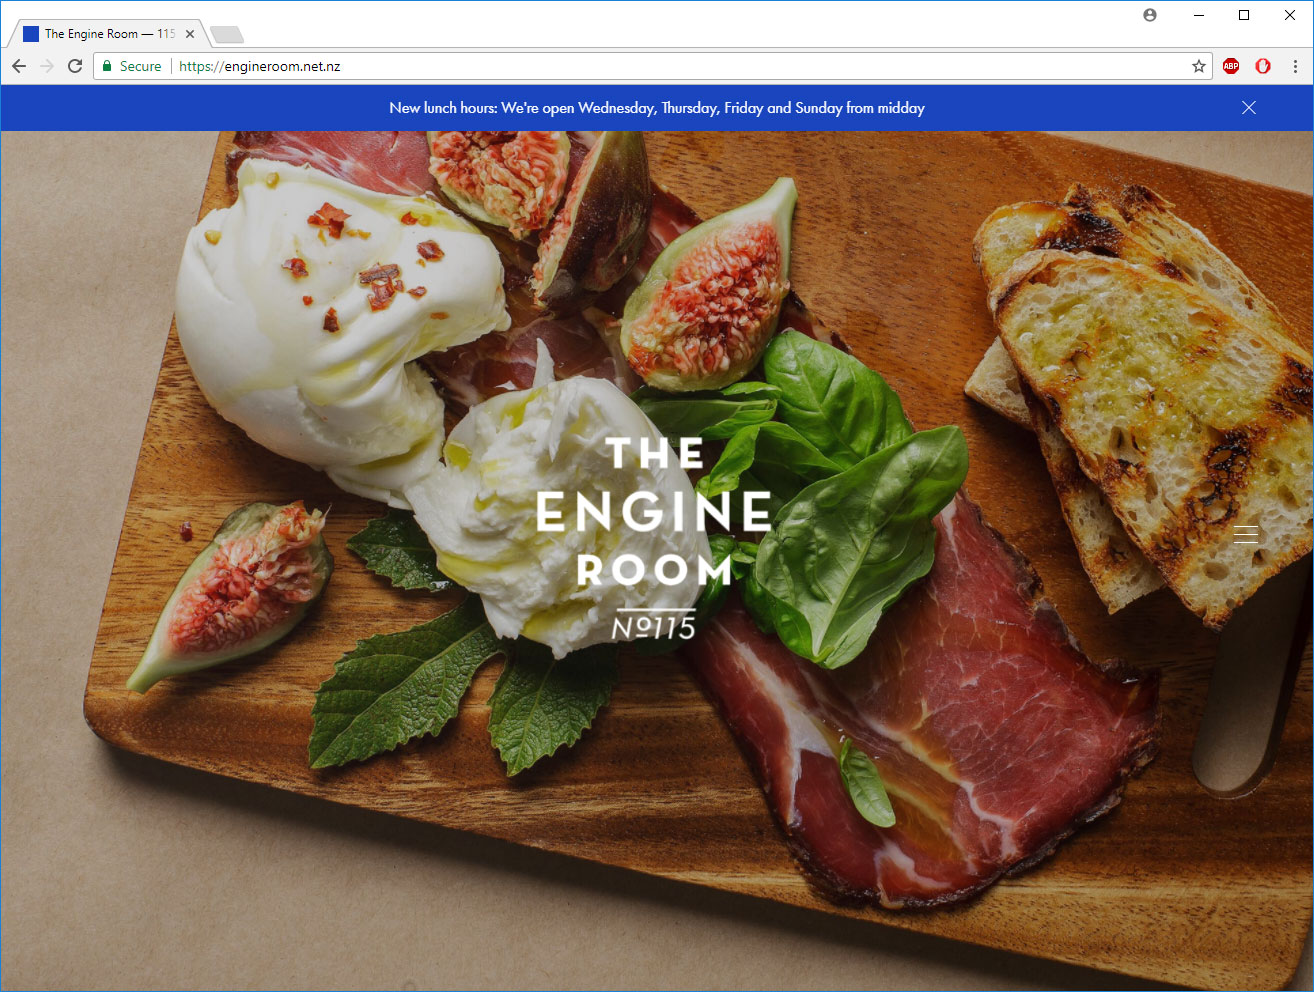 The Engine Room — 115
Secure https://engineroom.net.nz
ABP
New lunch hours: We're open Wednesday, Thursday, Friday and Sunday from midday
THE
ENGINE
ROOM
Nº115